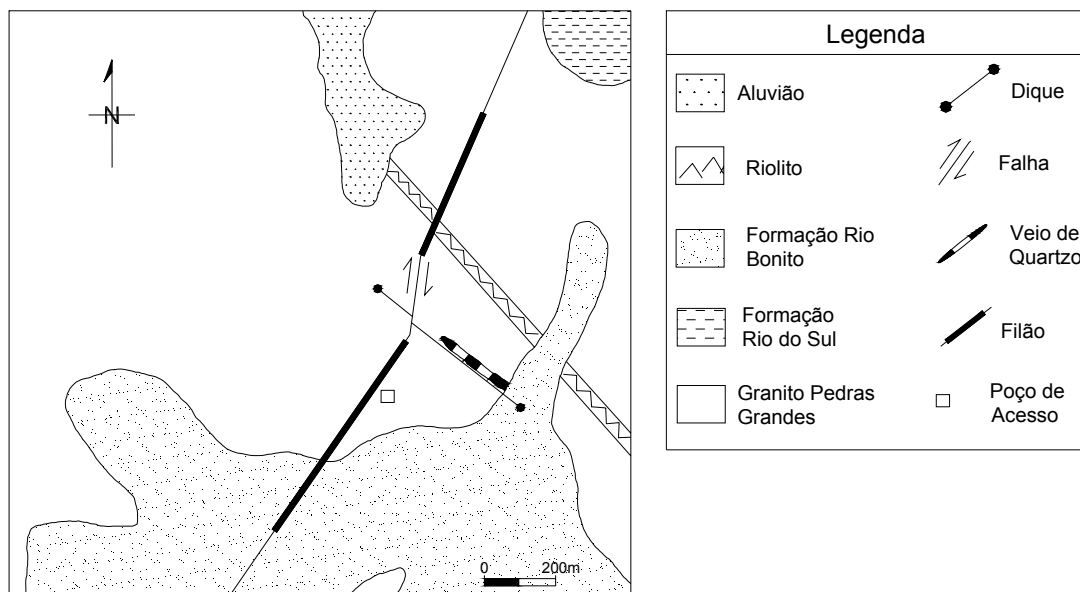 N
0
200m
Legenda
Aluvião
Dique
Riolito
Falha
Formação Rio
Bonito
Veio de
Quartzo
Formação
Rio do Sul
Filão
Granito Pedras
Grandes
Poço de
Acesso